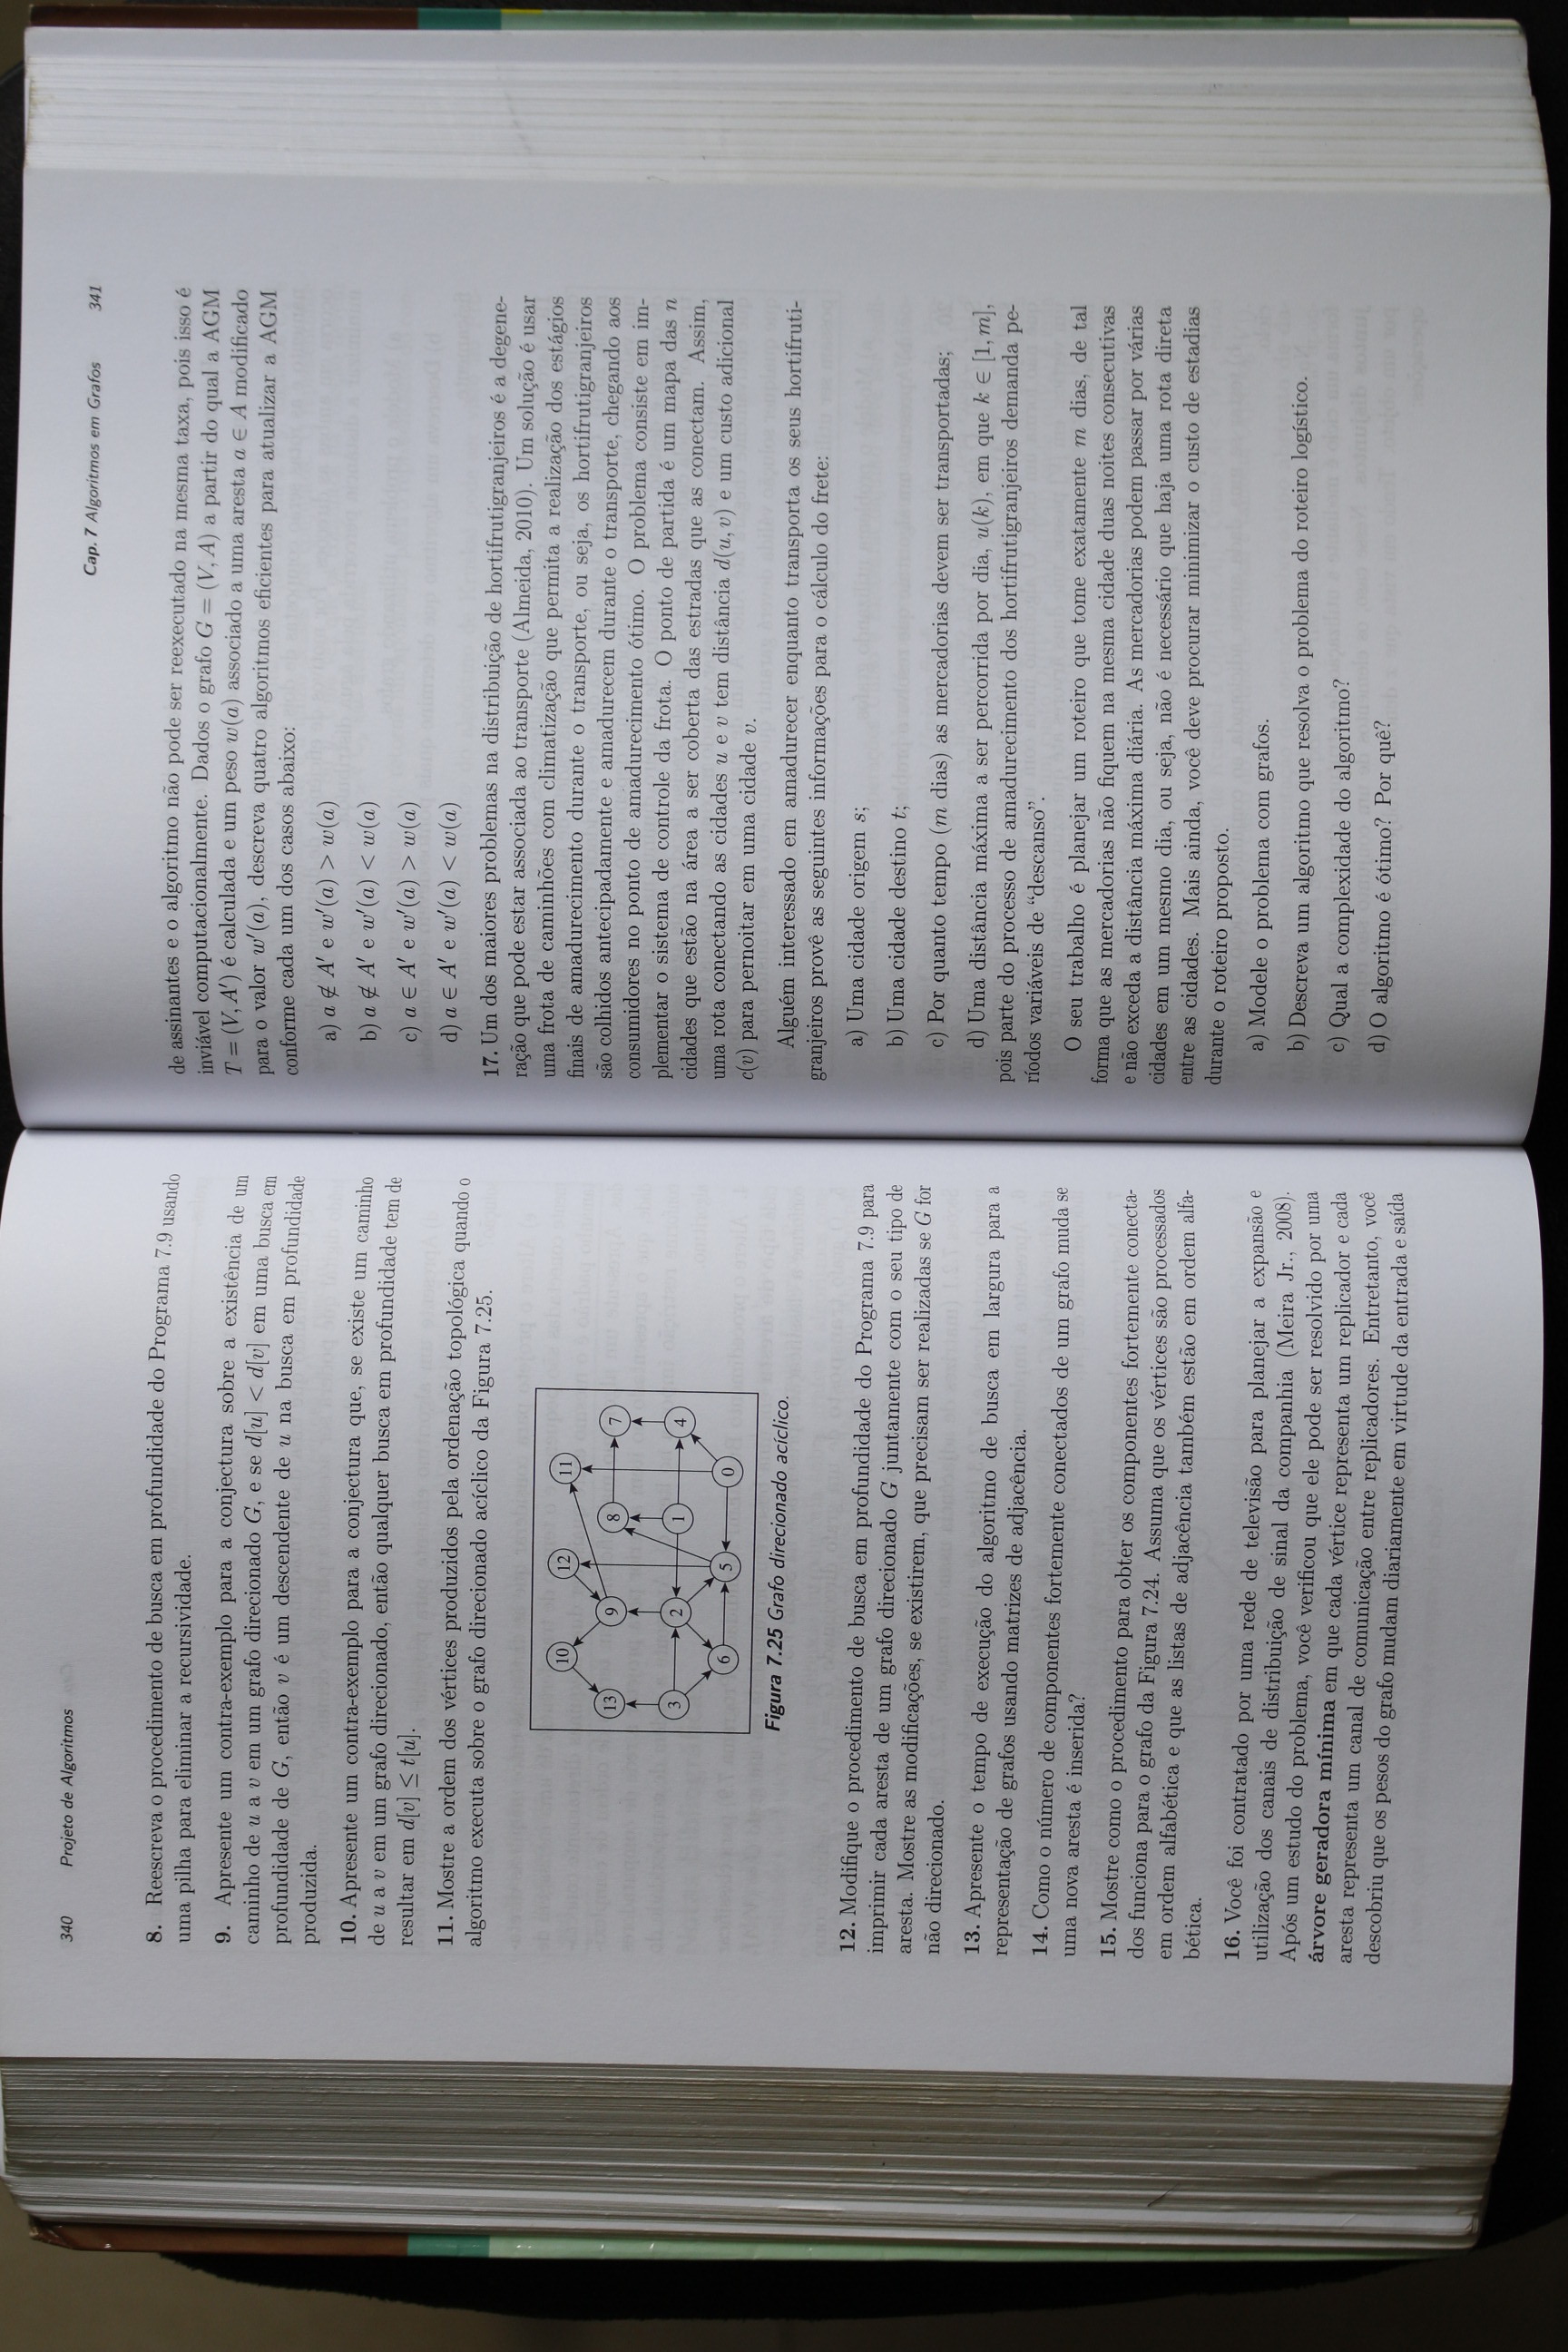 340 Projeto de Algoritmos
8. Reescreva o procedimento de busca em profundidade do Programa 7.9 usando
uma pilha para eliminar a recursividade.
9. Apresente um contra-exemplo para a conjectura sobre a existência de um
caminho de u a v em um grafo direcionado G, e se d[u] < d[v] em uma busca em
profundidade de G, então v é um descendente de u na busca em profundidade
produzida.
10. Apresente um contra-exemplo para a conjectura que, se existe um caminho
de u a v em um grafo direcionado, então qualquer busca em profundidade tem de
resultar em d[v] ≤ t[u].
11. Mostre a ordem dos vértices produzidos pela ordenação topológica quando o
algoritmo executa sobre o grafo direcionado acíclico da Figura 7.25.
10 12 11
13 9 8 7
3 2 1 4
6 5 0
Figura 7.25 Grafo direcionado acíclico.
12. Modifique o procedimento de busca em profundidade do Programa 7.9 para
imprimir cada aresta de um grafo direcionado G juntamente com o seu tipo de
aresta. Mostre as modificações, se existirem, que precisam ser realizadas se G for
não direcionado.
13. Apresente o tempo de execução do algoritmo de busca em largura para a
representação de grafos usando matrizes de adjacência.
14. Como o número de componentes fortemente conectados de um grafo muda se
uma nova aresta é inserida?
15. Mostre como o procedimento para obter os componentes fortemente conecta-
dos funciona para o grafo da Figura 7.24. Assuma que os vértices são processados
em ordem alfabética e que as listas de adjacência também estão em ordem alfa-
bética.
16. Você foi contratado por uma rede de televisão para planejar a expansão e
utilização dos canais de distribuição de sinal da companhia (Meira Jr., 2008).
Após um estudo do problema, você verificou que ele pode ser resolvido por uma
árvore geradora mínima em que cada vértice representa um replicador e cada
aresta representa um canal de comunicação entre replicadores. Entretanto, você
descobriu que os pesos do grafo mudam diariamente em virtude da entrada e saída
Cap. 7 Algoritmos em Grafos 341
de assinantes e o algoritmo não pode ser reexecutado na mesma taxa, pois isso é
inviável computacionalmente. Dados o grafo G = (V, A) a partir do qual a AGM
T = (V, A′) é calculada e um peso w(a) associado a uma aresta a ∈ A modificado
para o valor w′(a), descreva quatro algoritmos eficientes para atualizar a AGM
conforme cada um dos casos abaixo:
a) a ∉ A′ e w′(a) > w(a)
b) a ∉ A′ e w′(a) < w(a)
c) a ∈ A′ e w′(a) > w(a)
d) a ∈ A′ e w′(a) < w(a)
17. Um dos maiores problemas na distribuição de hortifrutigranjeiros é a degene-
ração que pode estar associada ao transporte (Almeida, 2010). Um solução é usar
uma frota de caminhões com climatização que permita a realização dos estágios
finais de amadurecimento durante o transporte, ou seja, os hortifrutigranjeiros
são colhidos antecipadamente e amadurecem durante o transporte, chegando aos
consumidores no ponto de amadurecimento ótimo. O problema consiste em im-
plementar o sistema de controle da frota. O ponto de partida é um mapa das n
cidades que estão na área a ser coberta das estradas que as conectam. Assim,
uma rota conectando as cidades u e v tem distância d(u, v) e um custo adicional
c(v) para pernoitar em uma cidade v.
Alguém interessado em amadurecer enquanto transporta os seus hortifruti-
granjeiros provê as seguintes informações para o cálculo do frete:
a) Uma cidade origem s;
b) Uma cidade destino t;
c) Por quanto tempo (m dias) as mercadorias devem ser transportadas;
d) Uma distância máxima a ser percorrida por dia, u(k), em que k ∈ [1, m],
pois parte do processo de amadurecimento dos hortifrutigranjeiros demanda pe-
ríodos variáveis de “descanso”.
O seu trabalho é planejar um roteiro que tome exatamente m dias, de tal
forma que as mercadorias não fiquem na mesma cidade duas noites consecutivas
e não exceda a distância máxima diária. As mercadorias podem passar por várias
cidades em um mesmo dia, ou seja, não é necessário que haja uma rota direta
entre as cidades. Mais ainda, você deve procurar minimizar o custo de estadias
durante o roteiro proposto.
a) Modele o problema com grafos.
b) Descreva um algoritmo que resolva o problema do roteiro logístico.
c) Qual a complexidade do algoritmo?
d) O algoritmo é ótimo? Por quê?